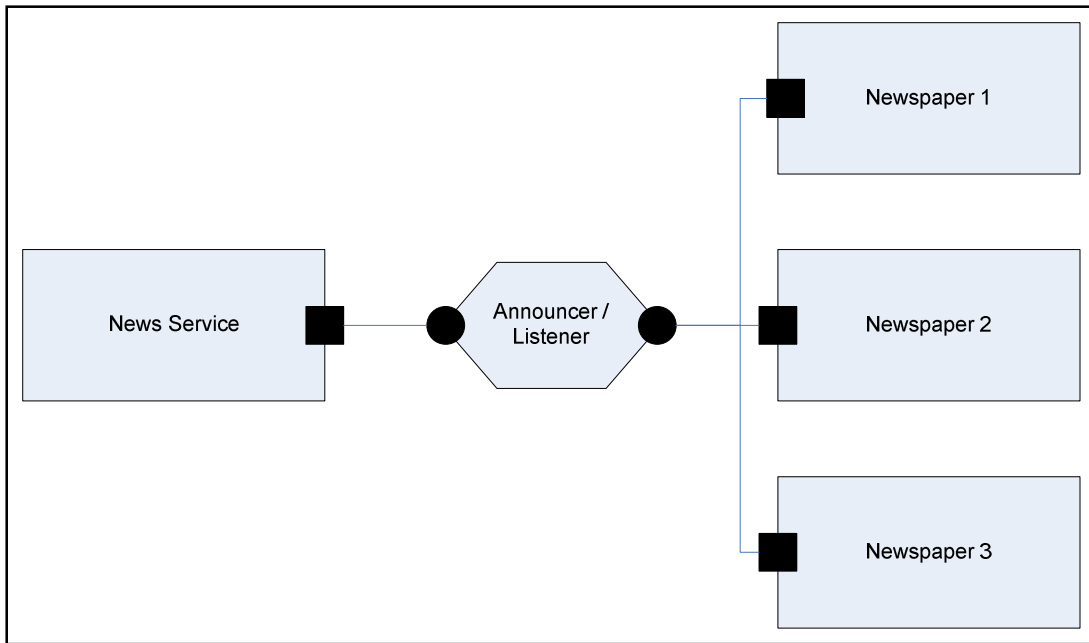 News Service
Announcer /
Listener
Newspaper 1
Newspaper 2
Newspaper 3